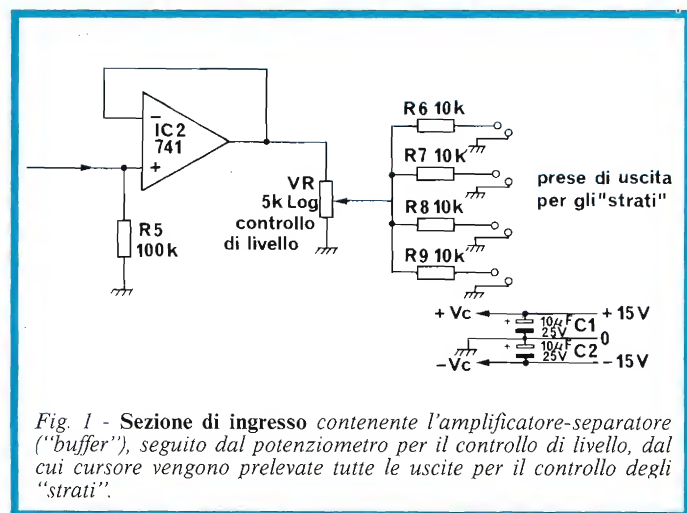 IC2
741
R5
100k
VR
5k Log
controllo
di livello
R6 10k
R7 10k
R8 10k
R9 10k
prese di uscita
per gli "strati"
+ Vc
+ 15V
+ 10μF C1
25V
0
+ 10μF C2
25V
-Vc
- 15V
Fig. 1 - Sezione di ingresso contenente l'amplificatore-separatore
("buffer"), seguito dal potenziometro per il controllo di livello, dal
cui cursore vengono prelevate tutte le uscite per il controllo degli
"strati".